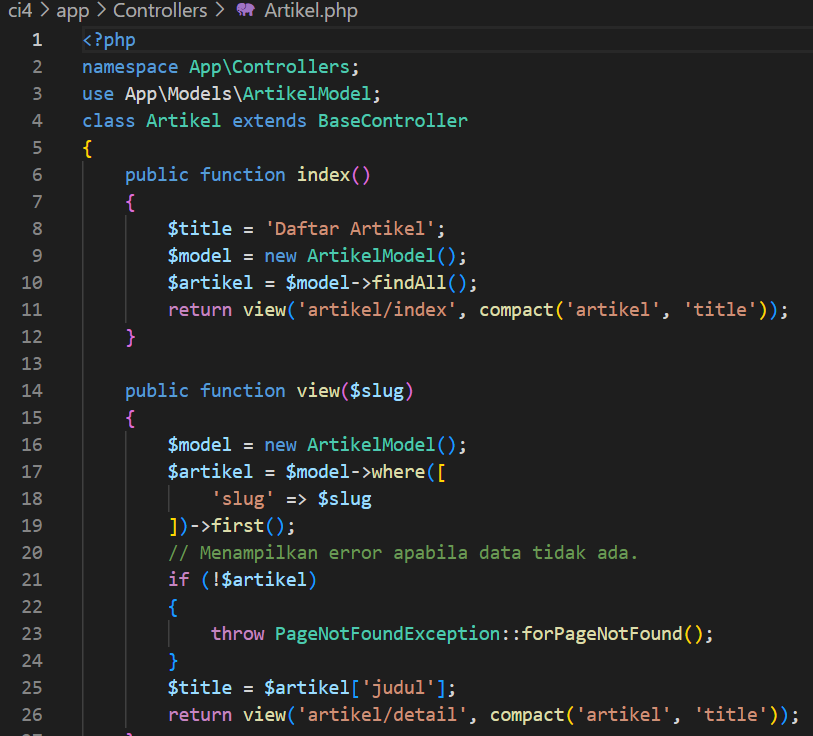 ci4 > app > Controllers > Artikel.php
1 <?php
2 namespace App\Controllers;
3 use App\Models\ArtikelModel;
4 class Artikel extends BaseController
5 {
6     public function index()
7     {
8         $title = 'Daftar Artikel';
9         $model = new ArtikelModel();
10         $artikel = $model->findAll();
11         return view('artikel/index', compact('artikel', 'title'));
12     }
13
14     public function view($slug)
15     {
16         $model = new ArtikelModel();
17         $artikel = $model->where([
18             'slug' => $slug
19         ])->first();
20         // Menampilkan error apabila data tidak ada.
21         if (!$artikel)
22         {
23             throw PageNotFoundException::forPageNotFound();
24         }
25         $title = $artikel['judul'];
26         return view('artikel/detail', compact('artikel', 'title'));